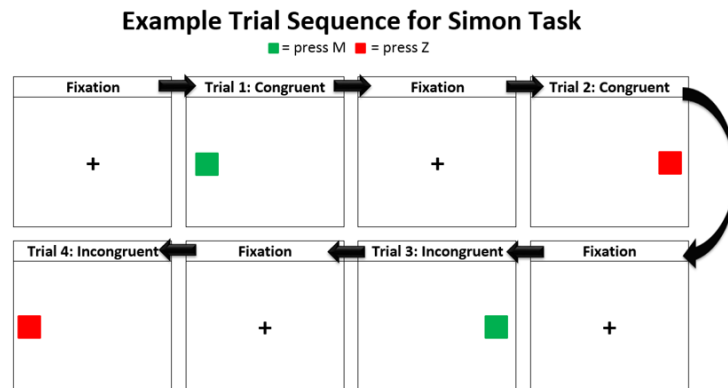 Example Trial Sequence for Simon Task
= press M = press Z
Fixation
Trial 1: Congruent
Fixation
Trial 2: Congruent
+
+
Trial 4: Incongruent
Fixation
Trial 3: Incongruent
Fixation
+
+